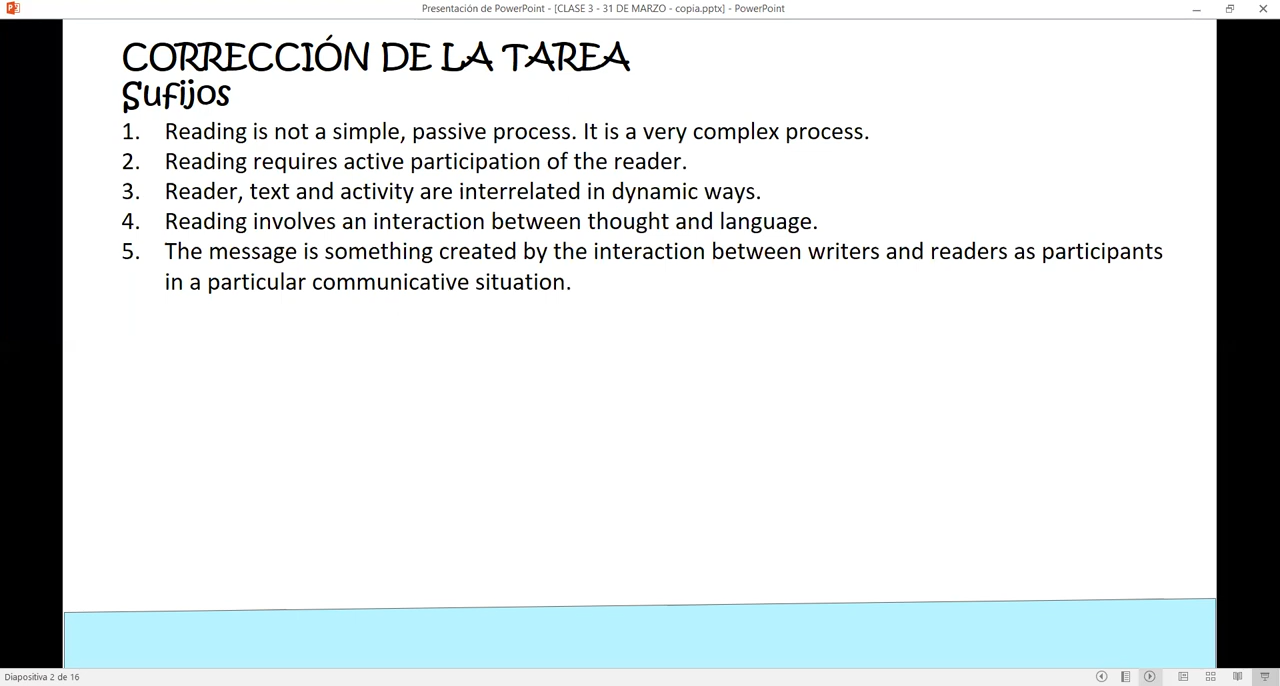 Presentación de PowerPoint - [CLASE 3 - 31 DE MARZO - copia.pptx] - PowerPoint
CORRECCIÓN DE LA TAREA
Sufijos
1. Reading is not a simple, passive process. It is a very complex process.
2. Reading requires active participation of the reader.
3. Reader, text and activity are interrelated in dynamic ways.
4. Reading involves an interaction between thought and language.
5. The message is something created by the interaction between writers and readers as participants
in a particular communicative situation.
Diapositiva 2 de 16